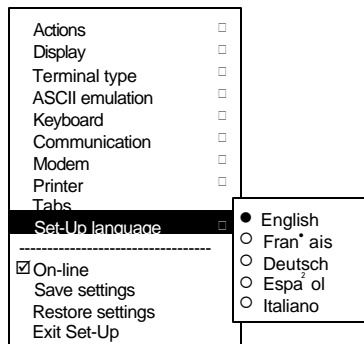 Actions
Display
Terminal type
ASCII emulation
Keyboard
Communication
Modem
Printer
Tabs
Set-Up language
-----------------------------------
On-line
Save settings
Restore settings
Exit Set-Up
English
Fran• ais
Deutsch
Espa² ol
Italiano